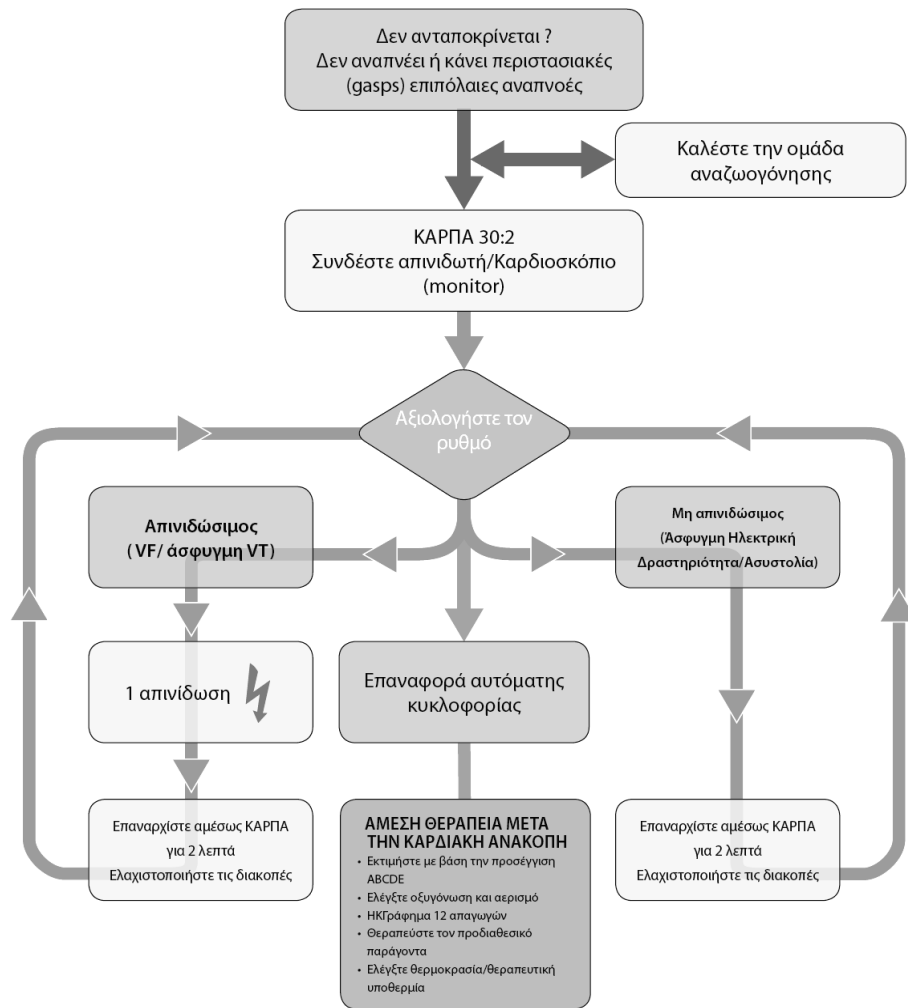 Δεν ανταποκρίνεται ?
Δεν αναπνέει ή κάνει περιστασιακές
(gasps) επιπόλαιες αναπνοές
Καλέστε την ομάδα
αναζωογόνησης
ΚΑΡΠΑ 30:2
Συνδέστε απινιδωτή/Καρδιοσκόπιο
(monitor)
Αξιολογήστε τον
ρυθμό
Απινιδώσιμος
( VF/ άσφυγμη VT)
Μη απινιδώσιμος
(Άσφυγμη Ηλεκτρική
Δραστηριότητα/Ασυστολία)
1 απινίδωση
Επαναφορά αυτόματης
κυκλοφορίας
Επαναρχίστε αμέσως ΚΑΡΠΑ
για 2 λεπτά
Ελαχιστοποιήστε τις διακοπές
ΑΜΕΣΗ ΘΕΡΑΠΕΙΑ ΜΕΤΑ
ΤΗΝ ΚΑΡΔΙΑΚΗ ΑΝΑΚΟΠΗ
• Εκτιμήστε με βάση την προσέγγιση
ABCDE
• Ελέγξτε οξυγόνωση και αερισμό
• ΗΚΓράφημα 12 απαγωγών
• Θεραπεύστε τον προδιαθεσικό
παράγοντα
• Ελέγξτε θερμοκρασία/θεραπευτική
υποθερμία
Επαναρχίστε αμέσως ΚΑΡΠΑ
για 2 λεπτά
Ελαχιστοποιήστε τις διακοπές